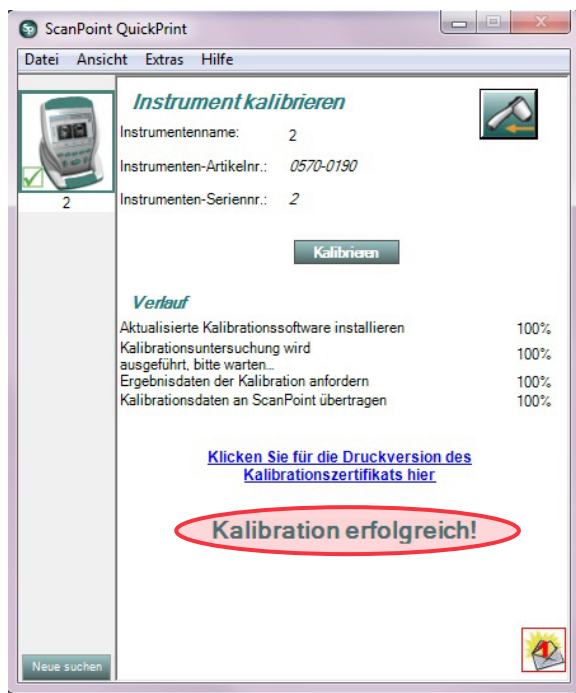 Sp ScanPoint QuickPrint
Datei Ansicht Extras Hilfe
Instrument kalibrieren
Instrumentenname: 2
Instrumenten-Artikelnr.: 0570-0190
Instrumenten-Seriennr.: 2
2
Kalibrieren
Verlauf
Aktualisierte Kalibrationssoftware installieren 100%
Kalibrationsuntersuchung wird
ausgeführt, bitte warten... 100%
Ergebnisdaten der Kalibration anfordern 100%
Kalibrationsdaten an ScanPoint übertragen 100%
Klicken Sie für die Druckversion des
Kalibrationszertifikats hier
Kalibration erfolgreich!
Neue suchen